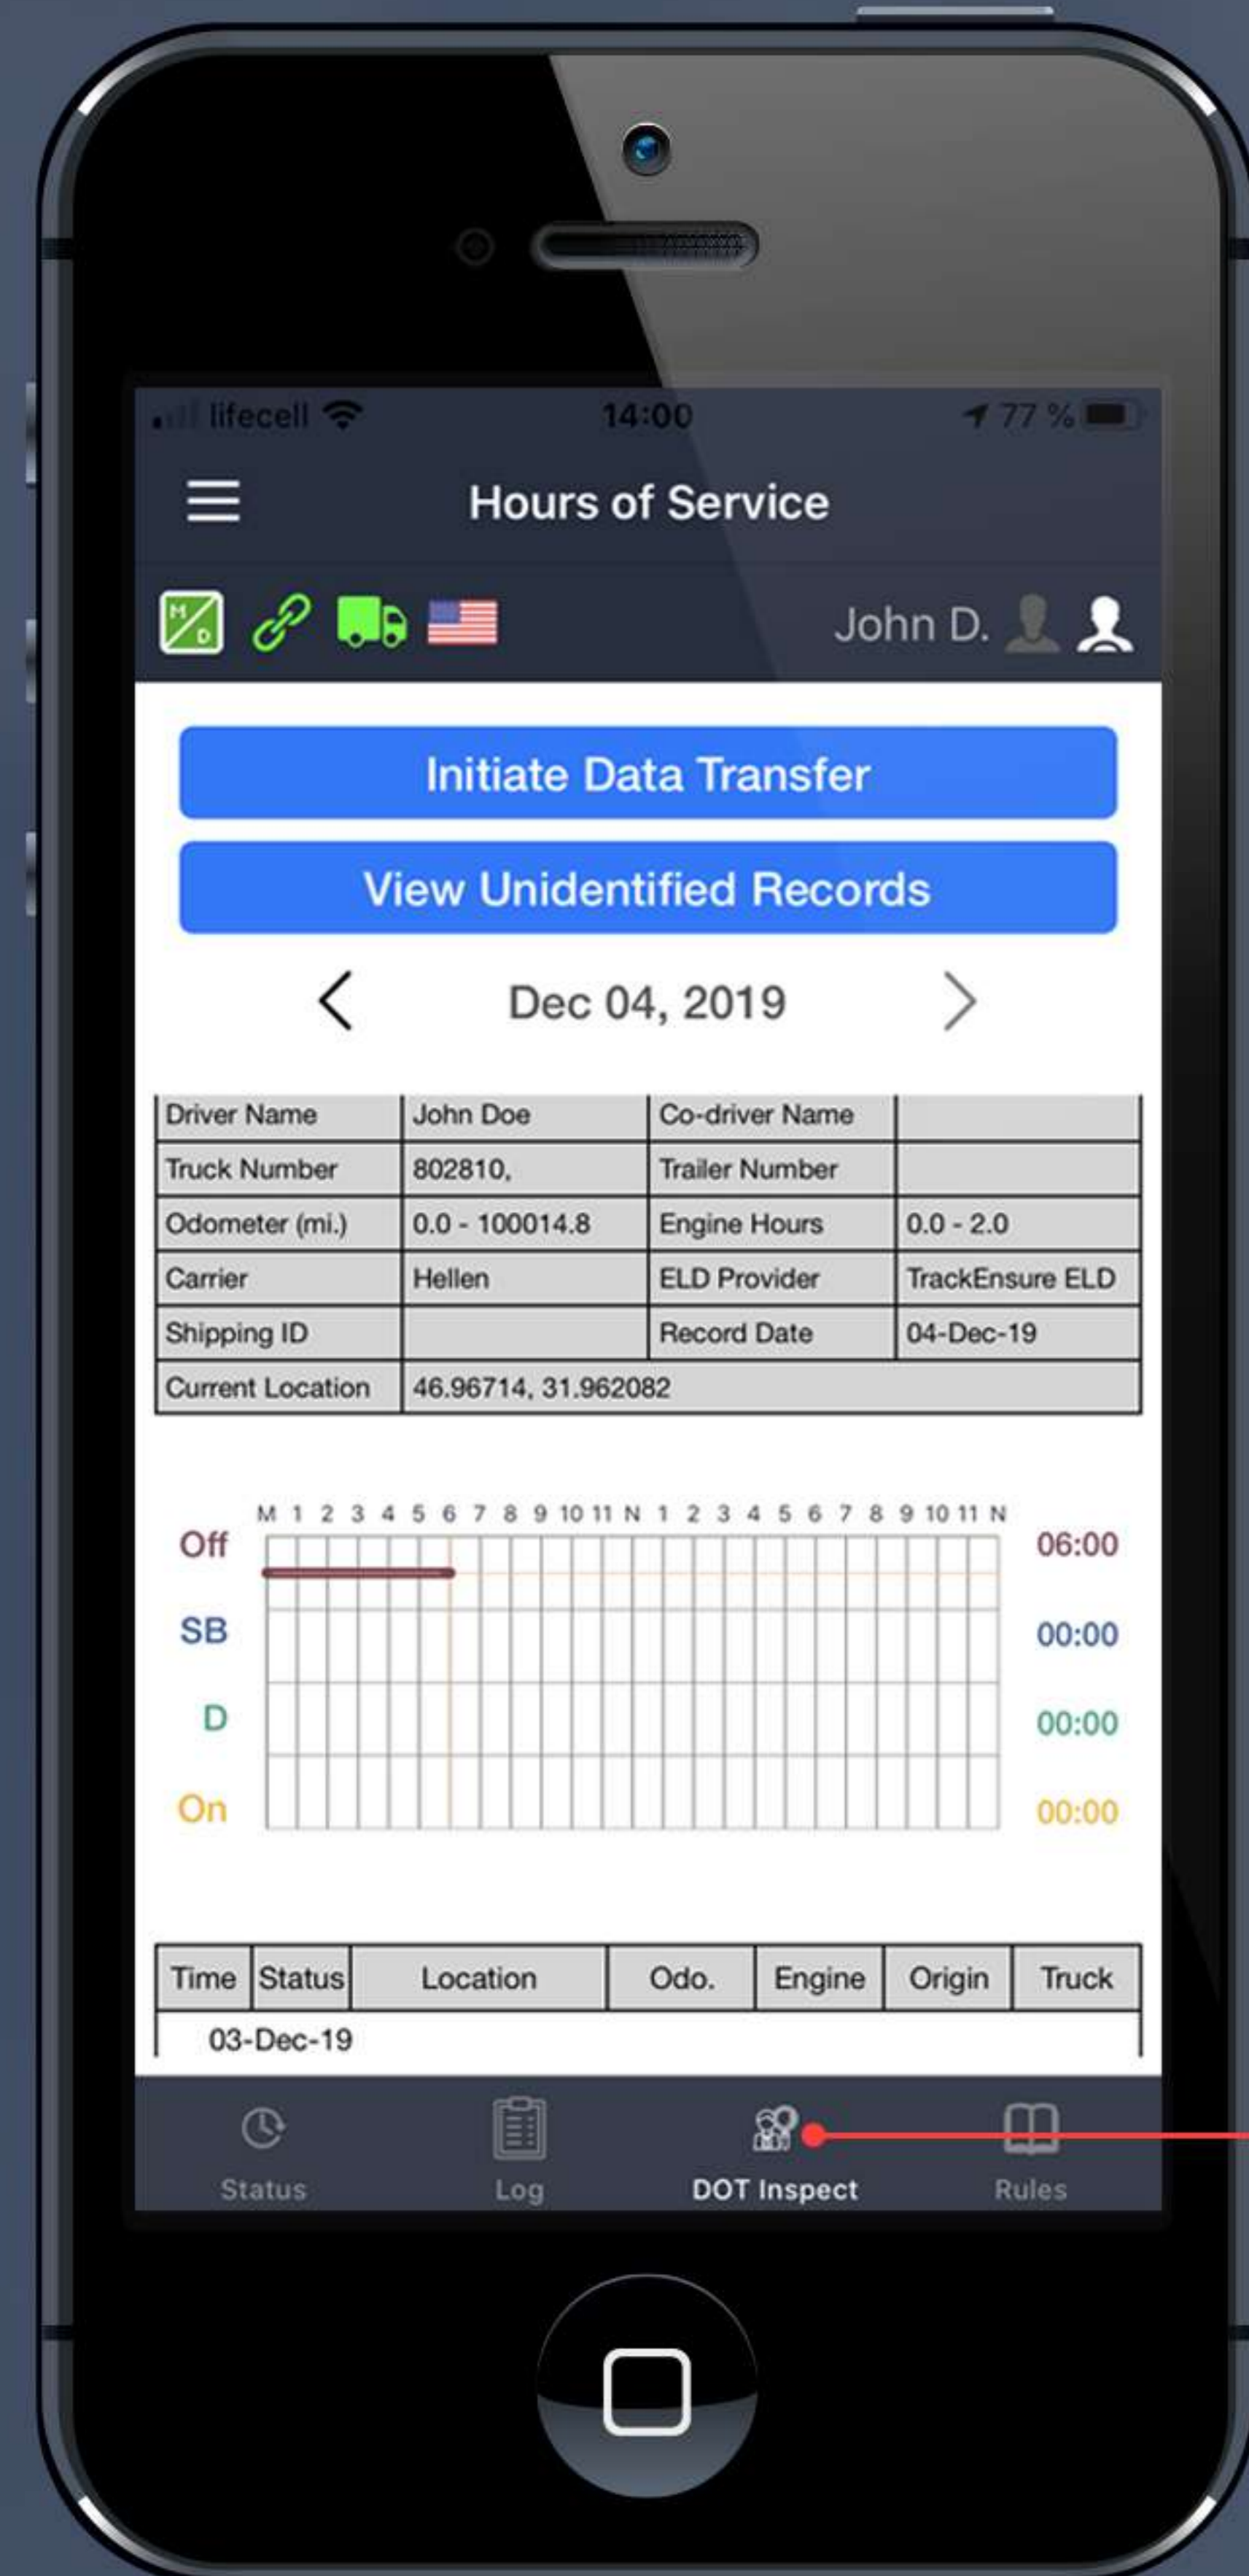 lifecell 14:00 77 %
Hours of Service
M/D John D.
Initiate Data Transfer
View Unidentified Records
Dec 04, 2019
Driver Name John Doe Co-driver Name
Truck Number 802810, Trailer Number
Odometer (mi.) 0.0 - 100014.8 Engine Hours 0.0 - 2.0
Carrier Hellen ELD Provider TrackEnsure ELD
Shipping ID Record Date 04-Dec-19
Current Location 46.96714, 31.962082
M 1 2 3 4 5 6 7 8 9 10 11 N 1 2 3 4 5 6 7 8 9 10 11 N
Off 06:00
SB 00:00
D 00:00
On 00:00
Time Status Location Odo. Engine Origin Truck
03-Dec-19
Status Log DOT Inspect Rules